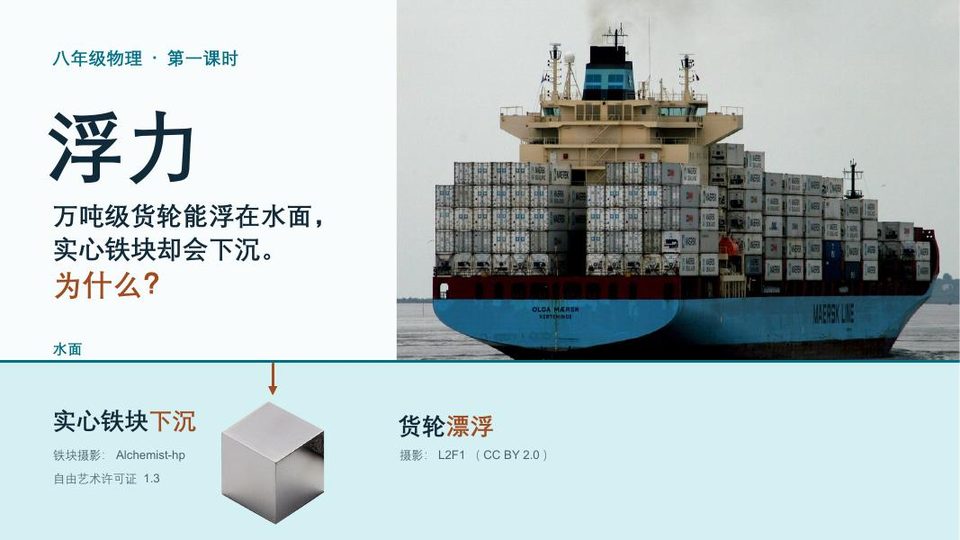 八年级物理 · 第一课时
浮力
万吨级货轮能浮在水面，
实心铁块却会下沉。
为什么？
水面
OLGA MÆRSK
MAERSK LINE
实心铁块下沉
铁块摄影： Alchemist-hp
自由艺术许可证 1.3
货轮漂浮
摄影： L2F1 （CC BY 2.0）